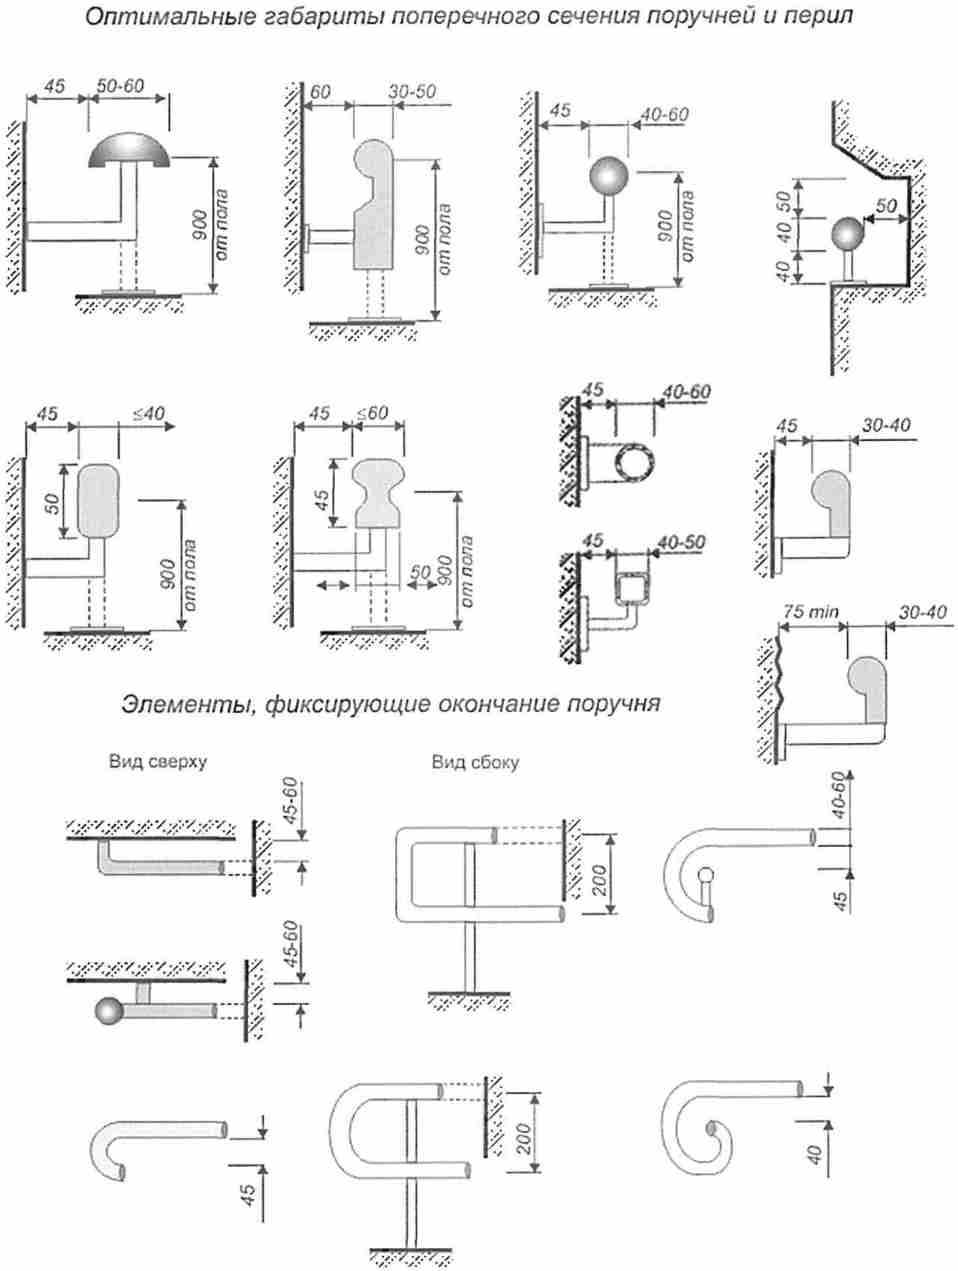 Оптимальные габариты поперечного сечения поручней и перил
45 50-60
900
от пола
60 30-50
900
от пола
45 40-60
900
от пола
50
40
40
50
45 ≤40
50
900
от пола
45 ≤60
45
50
900
от пола
45 40-60
45 40-50
45 30-40
75 min 30-40
Элементы, фиксирующие окончание поручня
Вид сверху
Вид сбоку
45-60
200
40-60
45
45-60
45
200
40